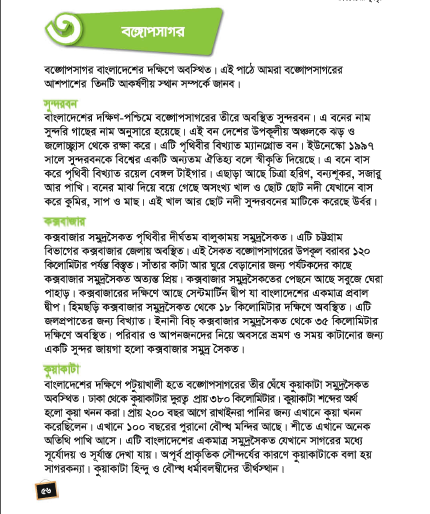 ৩ বঙ্গোপসাগর
বঙ্গোপসাগর বাংলাদেশের দক্ষিণে অবস্থিত। এই পাঠে আমরা বঙ্গোপসাগরের
আশপাশের তিনটি আকর্ষণীয় স্থান সম্পর্কে জানব।
সুন্দরবন
বাংলাদেশের দক্ষিণ-পশ্চিমে বঙ্গোপসাগরের তীরে অবস্থিত সুন্দরবন। এ বনের নাম
সুন্দরি গাছের নাম অনুসারে হয়েছে। এই বন দেশের উপকূলীয় অঞ্চলকে ঝড় ও
জলোচ্ছ্বাস থেকে রক্ষা করে। এটি পৃথিবীর বিখ্যাত ম্যানগ্রোভ বন। ইউনেস্কো ১৯৯৭
সালে সুন্দরবনকে বিশ্বের একটি অন্যতম ঐতিহ্য বলে স্বীকৃতি দিয়েছে। এ বনে বাস
করে পৃথিবী বিখ্যাত রয়েল বেঙ্গল টাইগার। এছাড়া আছে চিত্রা হরিণ, বন্যশূকর, সজারু
আর পাখি। বনের মাঝ দিয়ে বয়ে গেছে অসংখ্য খাল ও ছোট ছোট নদী যেখানে বাস
করে কুমির, সাপ ও মাছ। এই খাল আর ছোট নদী সুন্দরবনের মাটিকে করেছে উর্বর।
কক্সবাজার
কক্সবাজার সমুদ্রসৈকত পৃথিবীর দীর্ঘতম বালুকাময় সমুদ্রসৈকত। এটি চট্টগ্রাম
বিভাগের কক্সবাজার জেলায় অবস্থিত। এই সৈকত বঙ্গোপসাগরের উপকূল বরাবর ১২০
কিলোমিটার পর্যন্ত বিস্তৃত। সাঁতার কাটা আর ঘুরে বেড়ানোর জন্য পর্যটকদের কাছে
কক্সবাজার সমুদ্রসৈকত অত্যন্ত প্রিয়। কক্সবাজার সমুদ্রসৈকতের পেছনে আছে সবুজে ঘেরা
পাহাড়। কক্সবাজারের দক্ষিণে আছে সেন্টমার্টিন দ্বীপ যা বাংলাদেশের একমাত্র প্রবাল
দ্বীপ। হিমছড়ি কক্সবাজার সমুদ্রসৈকত থেকে ১৮ কিলোমিটার দক্ষিণে অবস্থিত। এটি
জলপ্রপাতের জন্য বিখ্যাত। ইনানী বিচ্ কক্সবাজার সমুদ্রসৈকত থেকে ৩৫ কিলোমিটার
দক্ষিণে অবস্থিত। পরিবার ও আপনজনদের নিয়ে অবসরে ভ্রমণ ও সময় কাটানোর জন্য
একটি সুন্দর জায়গা হলো কক্সবাজার সমুদ্র সৈকত।
কুয়াকাটা
বাংলাদেশের দক্ষিণে পটুয়াখালী হতে বঙ্গোপসাগরের তীর ঘেঁষে কুয়াকাটা সমুদ্রসৈকত
অবস্থিত। ঢাকা থেকে কুয়াকাটার দূরত্ব প্রায় ৩৮০ কিলোমিটার। কুয়াকাটা শব্দের অর্থ
হলো কুয়া খনন করা। প্রায় ২০০ বছর আগে রাখাইনরা পানির জন্য এখানে কুয়া খনন
করেছিলেন। এখানে ১০০ বছরের পুরানো বৌদ্ধ মন্দির আছে। শীতে এখানে অনেক
অতিথি পাখি আসে। এটি বাংলাদেশের একমাত্র সমুদ্রসৈকত যেখানে সাগরের মধ্যে
সূর্যোদয় ও সূর্যাস্ত দেখা যায়। অপূর্ব প্রাকৃতিক সৌন্দর্যের কারণে কুয়াকাটাকে বলা হয়
সাগরকন্যা। কুয়াকাটা হিন্দু ও বৌদ্ধ ধর্মাবলম্বীদের তীর্থস্থান।
৫৬